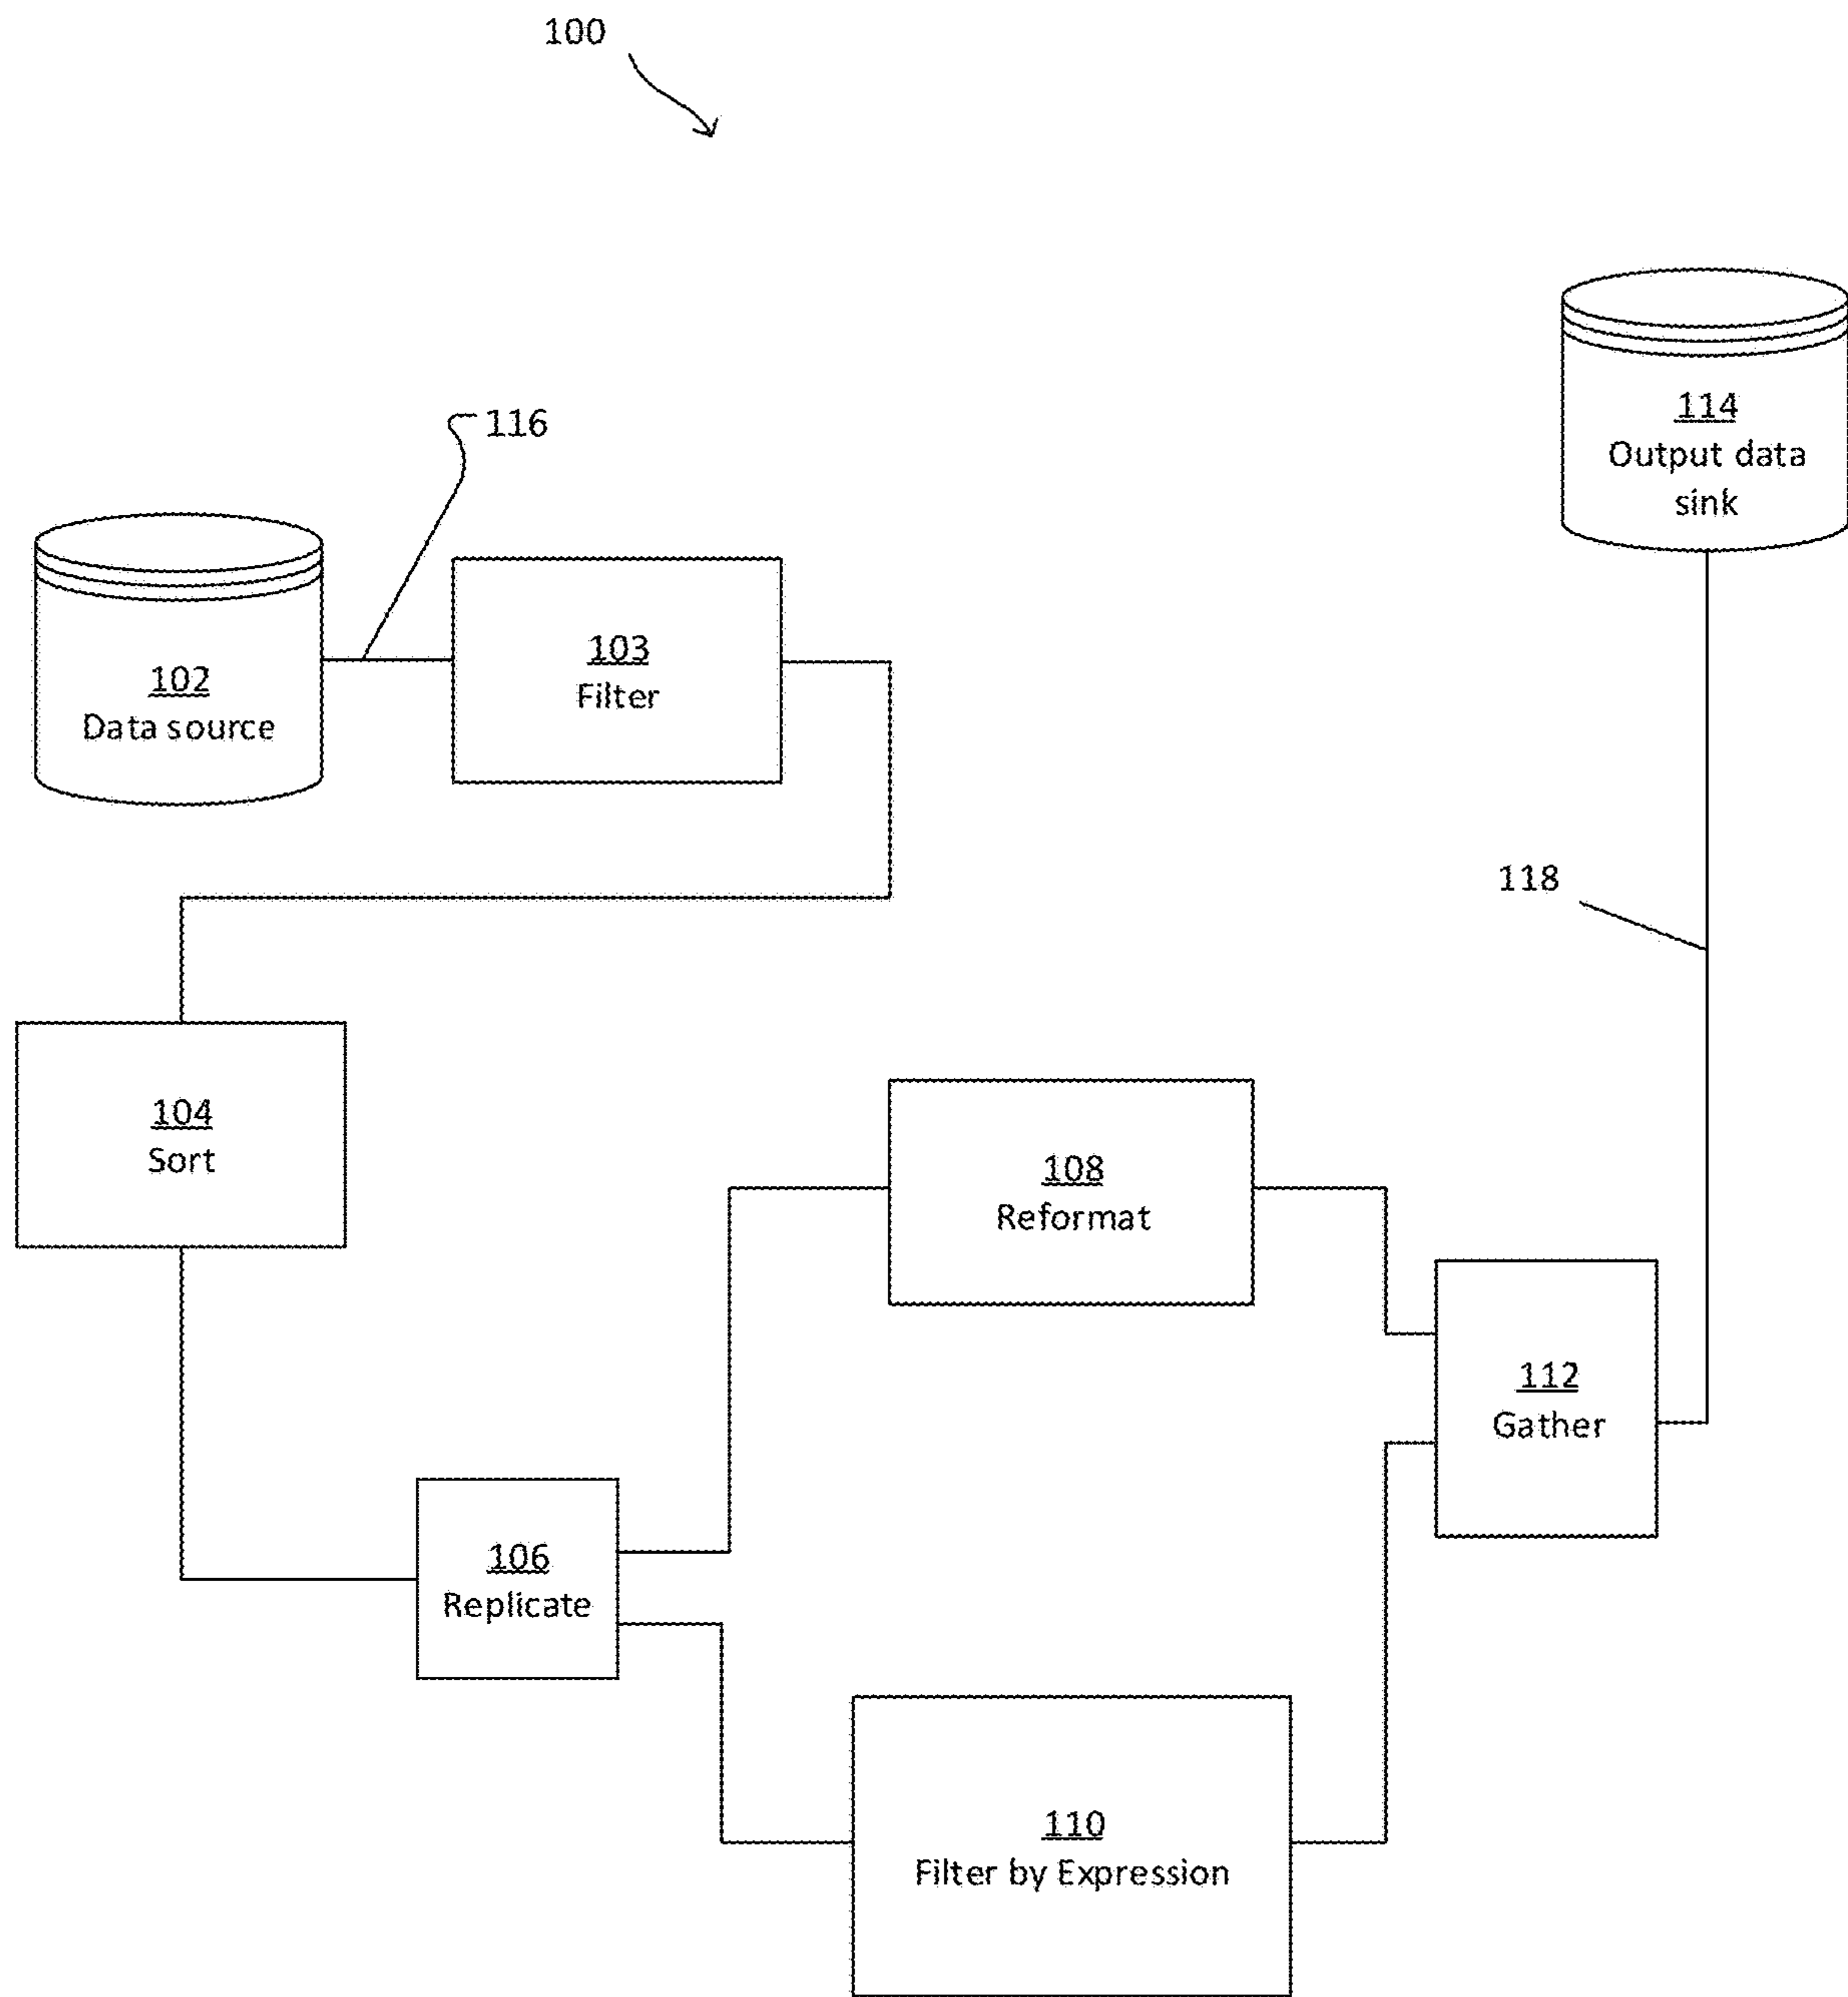 100
114
Output data
sink
116
102
Data source
103
Filter
118
104
Sort
108
Reformat
112
Gather
106
Replicate
110
Filter by Expression